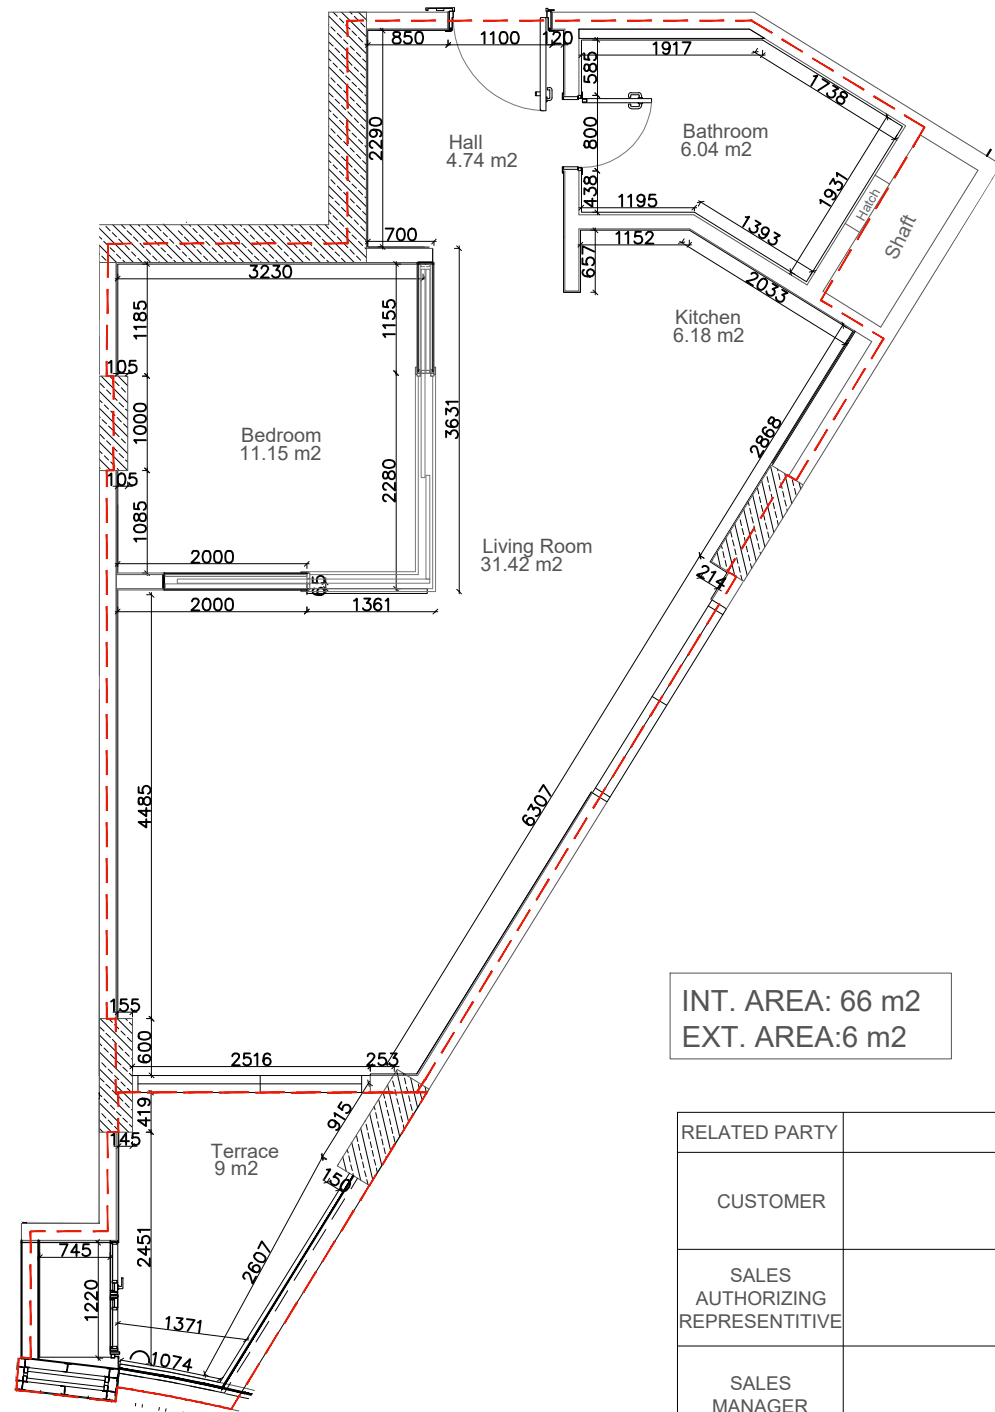 850
1100
120
1917
585
1738
2290
Hall
4.74 m2
800
Bathroom
6.04 m2
438
1195
1931
Hatch
Shaft
1393
700
1152
657
3230
2033
1185
1155
Kitchen
6.18 m2
105
1000
3631
2868
Bedroom
11.15 m2
105
2280
1085
Living Room
31.42 m2
2000
65
214
2000
1361
4485
6307
INT. AREA: 66 m2
EXT. AREA:6 m2
155
600
2516
253
419
915
145
Terrace
9 m2
150
2451
2607
745
1220
1371
1074
RELATED PARTY
CUSTOMER
SALES
AUTHORIZING
REPRESENTITIVE
SALES
MANAGER